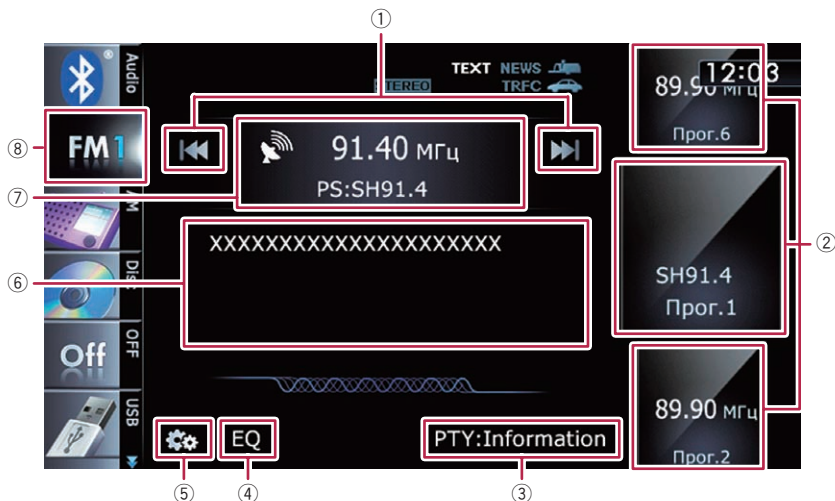 ①
Audio
TEXT NEWS
STEREO TRFC
12:03
89.90 МГц
Прог.6
⑧
FM1
91.40 МГц
PS:SH91.4
⑦
AM
②
⑥
XXXXXXXXXXXXXXXXXXXXX
Disc
SH91.4
Прог.1
Off
OFF
USB
89.90 МГц
Прог.2
EQ
PTY:Information
⑤
④
③